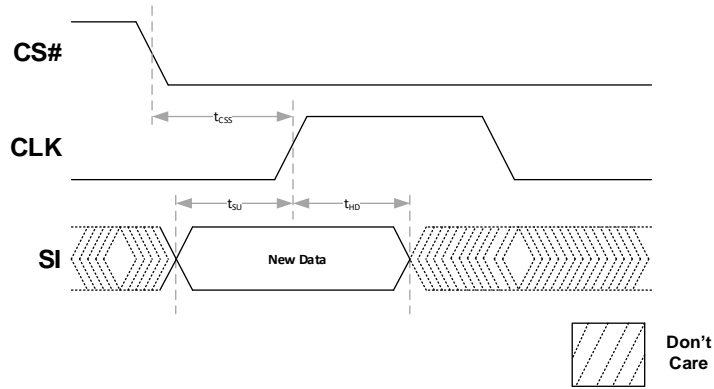 CS#
tCSS
CLK
tSU
tHD
SI
New Data
Don't
Care